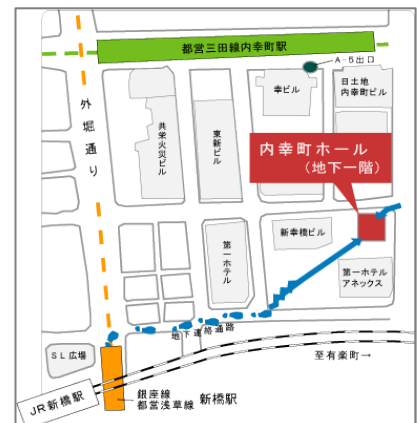 都営三田線内幸町駅
A-5出口
外堀通り
共栄火災ビル
東新ビル
幸ビル
日土地
内幸町ビル
内幸町ホール
(地下一階)
第一ホテル
新幸橋ビル
第一ホテル
アネックス
地下連絡通路
SL広場
至有楽町→
JR新橋駅
銀座線
都営浅草線 新橋駅